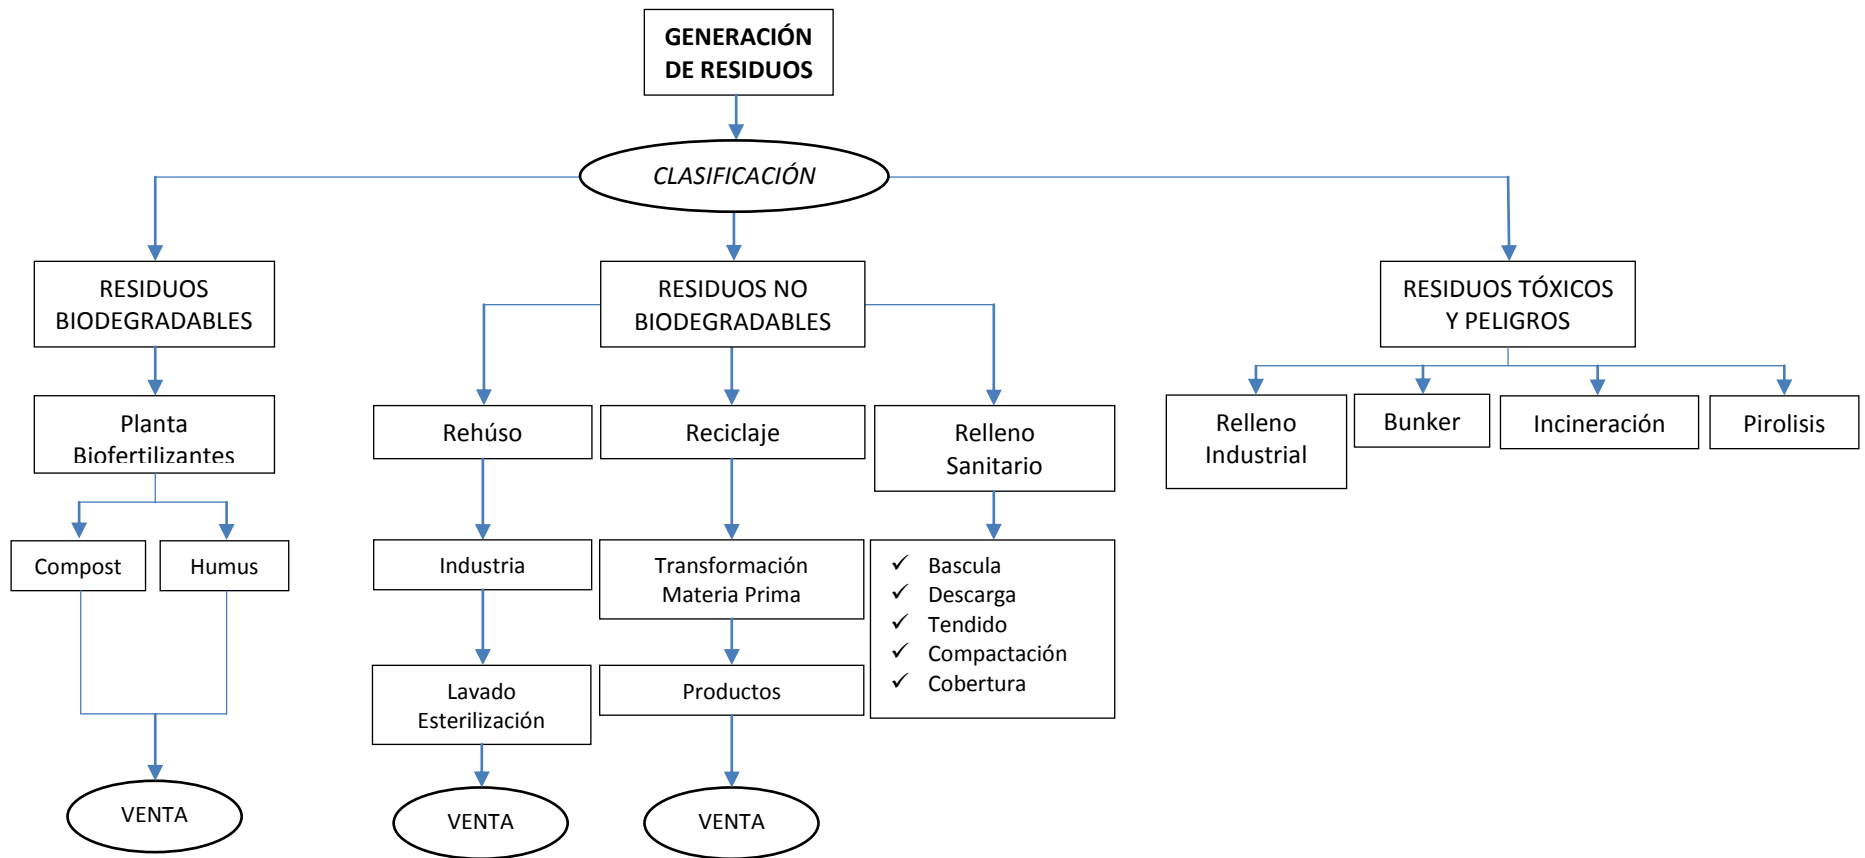 GENERACIÓN
DE RESIDUOS
CLASIFICACIÓN
RESIDUOS
BIODEGRADABLES
RESIDUOS NO
BIODEGRADABLES
RESIDUOS TÓXICOS
Y PELIGROS
Planta
Biofertilizantes
Rehúso
Reciclaje
Relleno
Sanitario
Relleno
Industrial
Bunker
Incineración
Pirolisis
Compost
Humus
Industria
Transformación
Materia Prima
✓ Bascula
✓ Descarga
✓ Tendido
✓ Compactación
✓ Cobertura
Lavado
Esterilización
Productos
VENTA
VENTA
VENTA